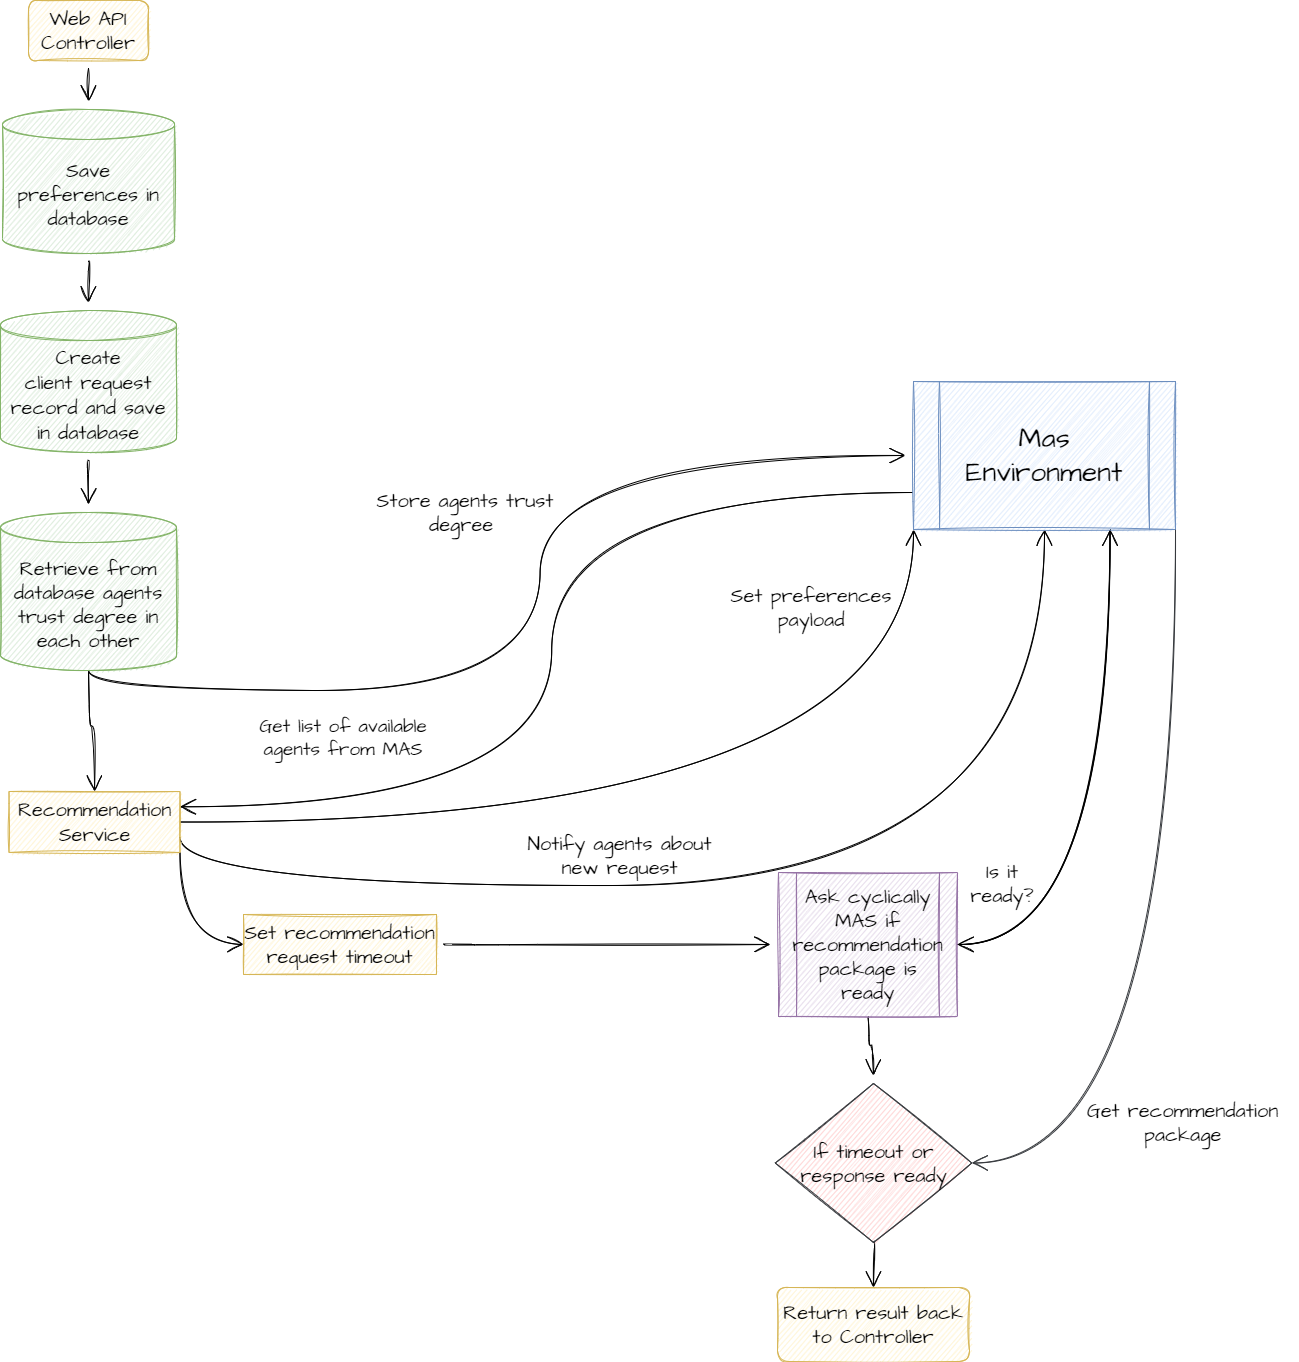 Web API
Controller
Save
preferences in
database
Create
client request
record and save
in database
Mas
Environment
Store agents trust
degree
Retrieve from
database agents
trust degree in
each other
Set preferences
payload
Get list of available
agents from MAS
Recommendation
Service
Notify agents about
new request
Is it
ready?
Ask cyclically
MAS if
recommendation
package is
ready
Set recommendation
request timeout
Get recommendation
package
If timeout or
response ready
Return result back
to Controller